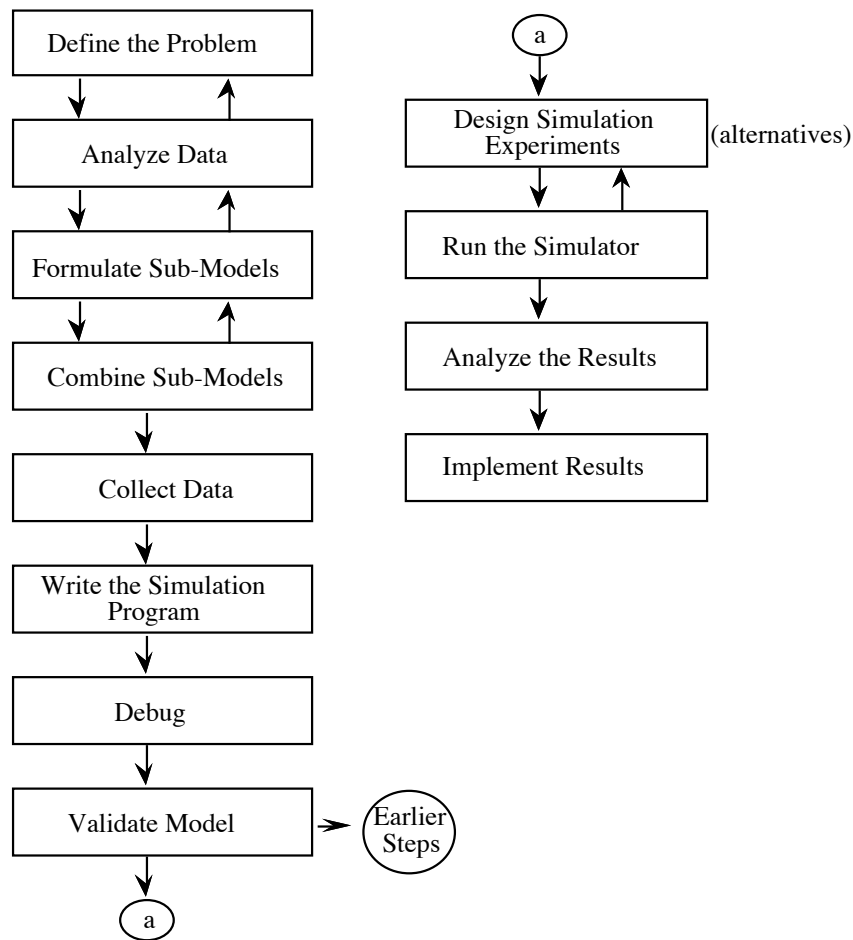 Define the Problem
Analyze Data
Formulate Sub-Models
Combine Sub-Models
Collect Data
Write the Simulation
Program
Debug
Validate Model
Earlier
Steps
a
a
Design Simulation
Experiments
(alternatives)
Run the Simulator
Analyze the Results
Implement Results